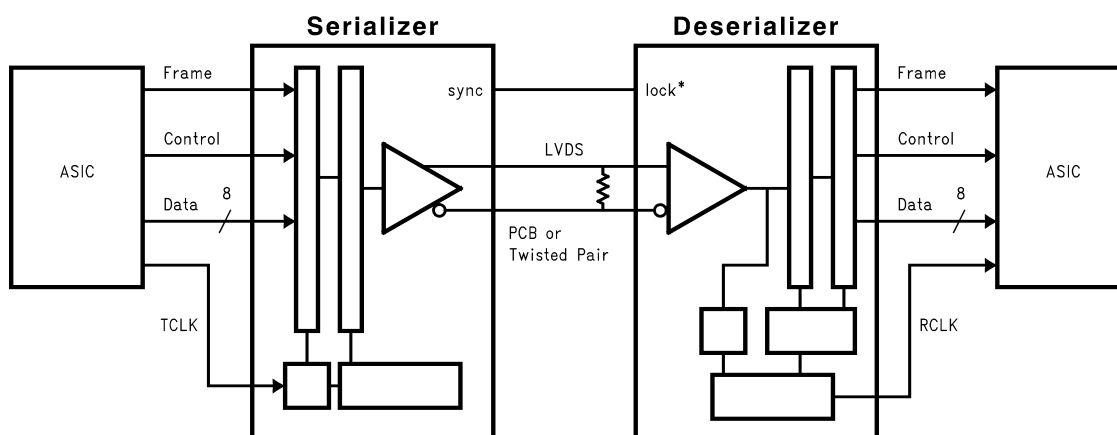 Serializer
Deserializer
Frame
Control
Data
8
ASIC
TCLK
sync
lock*
LVDS
PCB or
Twisted Pair
Frame
Control
Data
8
ASIC
RCLK